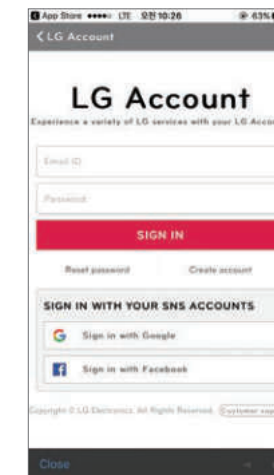 App Store LTE 오전 10:26 63%
LG Account
LG Account
Experience a variety of LG services with your LG Accou
Email ID
Password
SIGN IN
Reset password Create account
SIGN IN WITH YOUR SNS ACCOUNTS
Sign in with Google
Sign in with Facebook
Copyright © LG Electronics. All Rights Reserved. Customer sup
Close